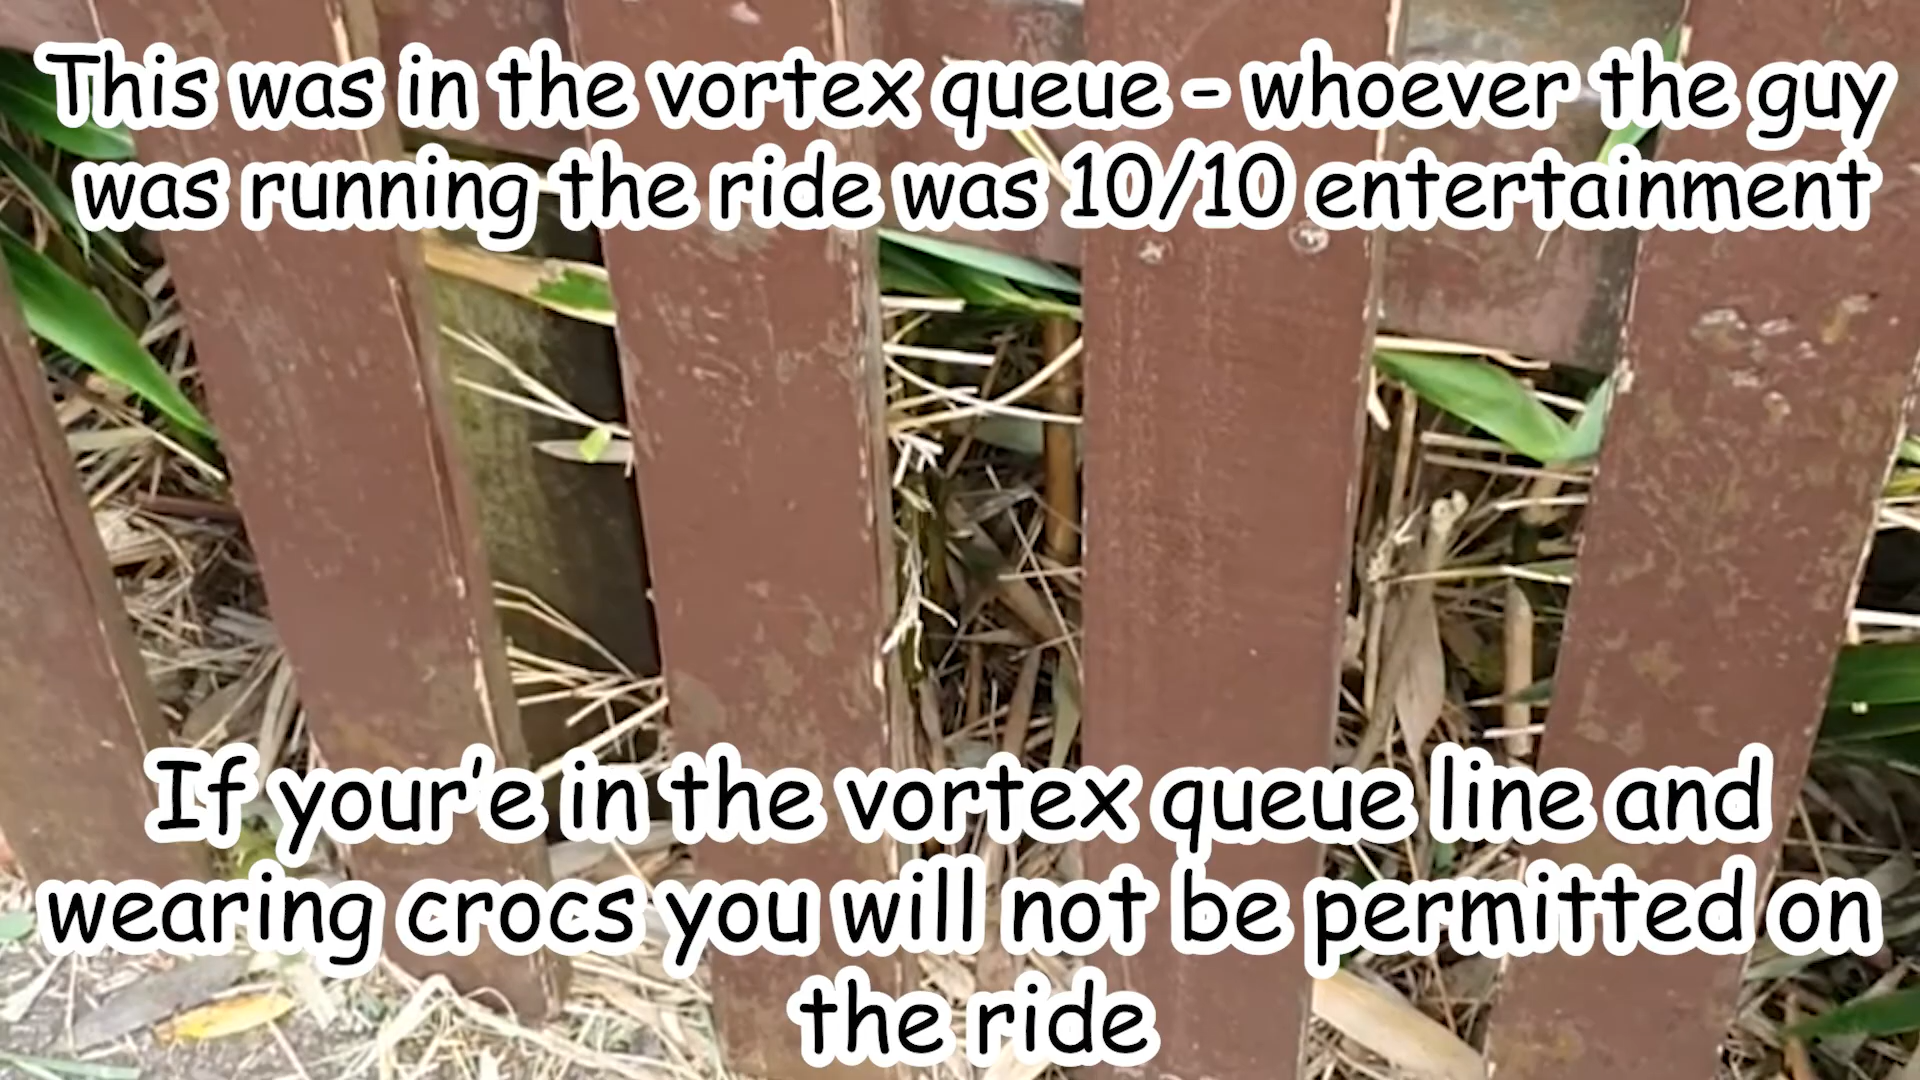 This was in the vortex queue - whoever the guy
was running the ride was 10/10 entertainment
If your'e in the vortex queue line and
wearing crocs you will not be permitted on
the ride